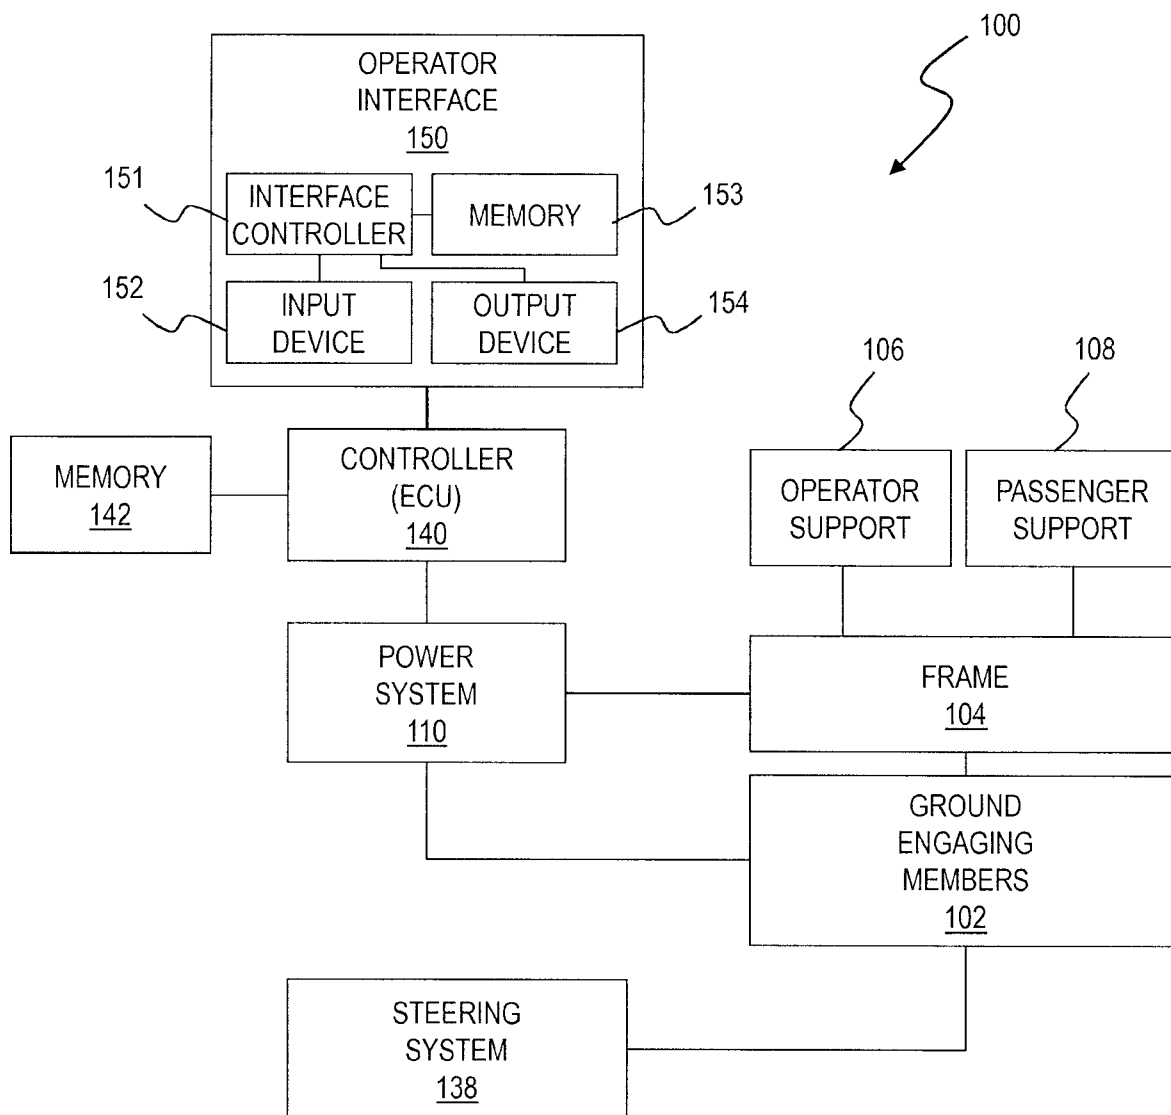 100
OPERATOR
INTERFACE
150
151
INTERFACE
CONTROLLER
MEMORY
153
152
INPUT
DEVICE
OUTPUT
DEVICE
154
106
108
MEMORY
142
CONTROLLER
(ECU)
140
OPERATOR
SUPPORT
PASSENGER
SUPPORT
POWER
SYSTEM
110
FRAME
104
GROUND
ENGAGING
MEMBERS
102
STEERING
SYSTEM
138